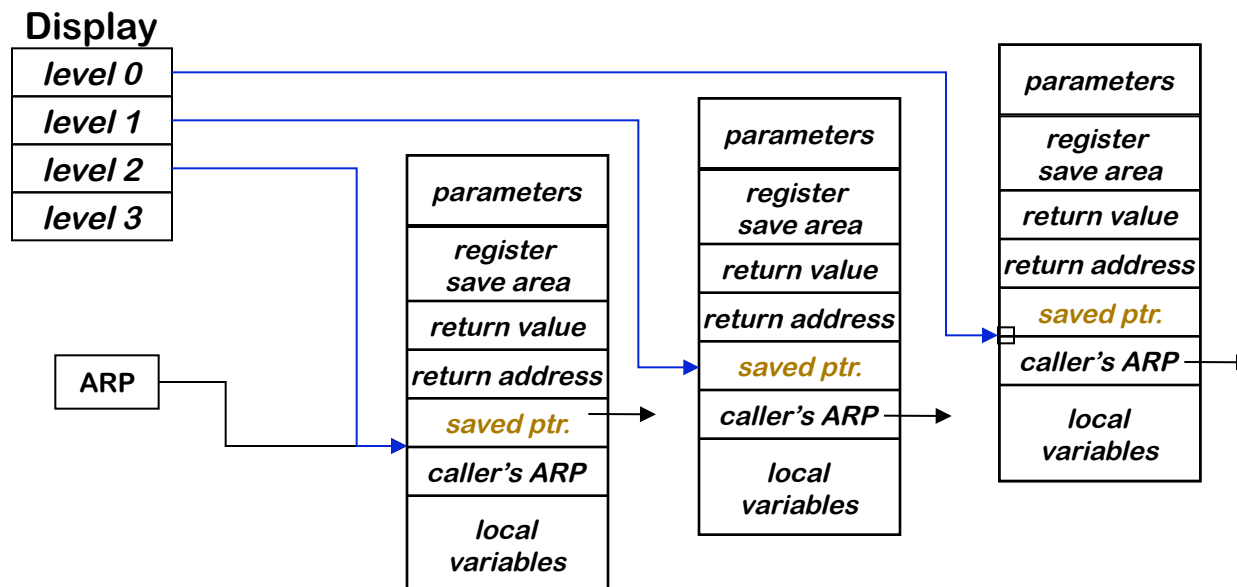 Display
level 0
level 1
level 2
level 3
ARP
parameters
register
save area
return value
return address
saved ptr.
caller's ARP
local
variables
parameters
register
save area
return value
return address
saved ptr.
caller's ARP
local
variables
parameters
register
save area
return value
return address
saved ptr.
caller's ARP
local
variables